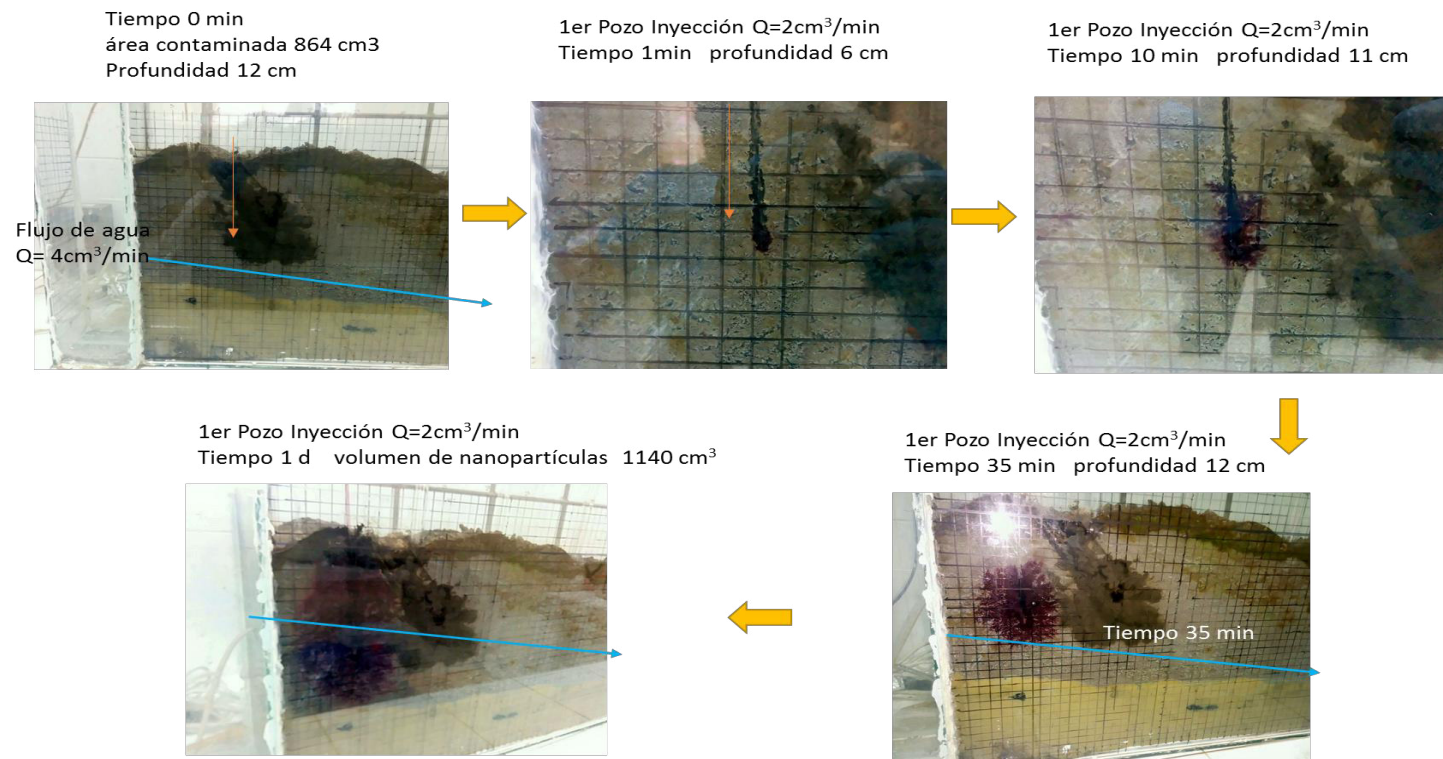 Tiempo 0 min
área contaminada 864 cm3
Profundidad 12 cm
1er Pozo Inyección Q=2cm³/min
Tiempo 1min profundidad 6 cm
1er Pozo Inyección Q=2cm³/min
Tiempo 10 min profundidad 11 cm
Flujo de agua
Q= 4cm³/min
1er Pozo Inyección Q=2cm³/min
Tiempo 35 min profundidad 12 cm
Tiempo 35 min
1er Pozo Inyección Q=2cm³/min
Tiempo 1 d volumen de nanopartículas 1140 cm³